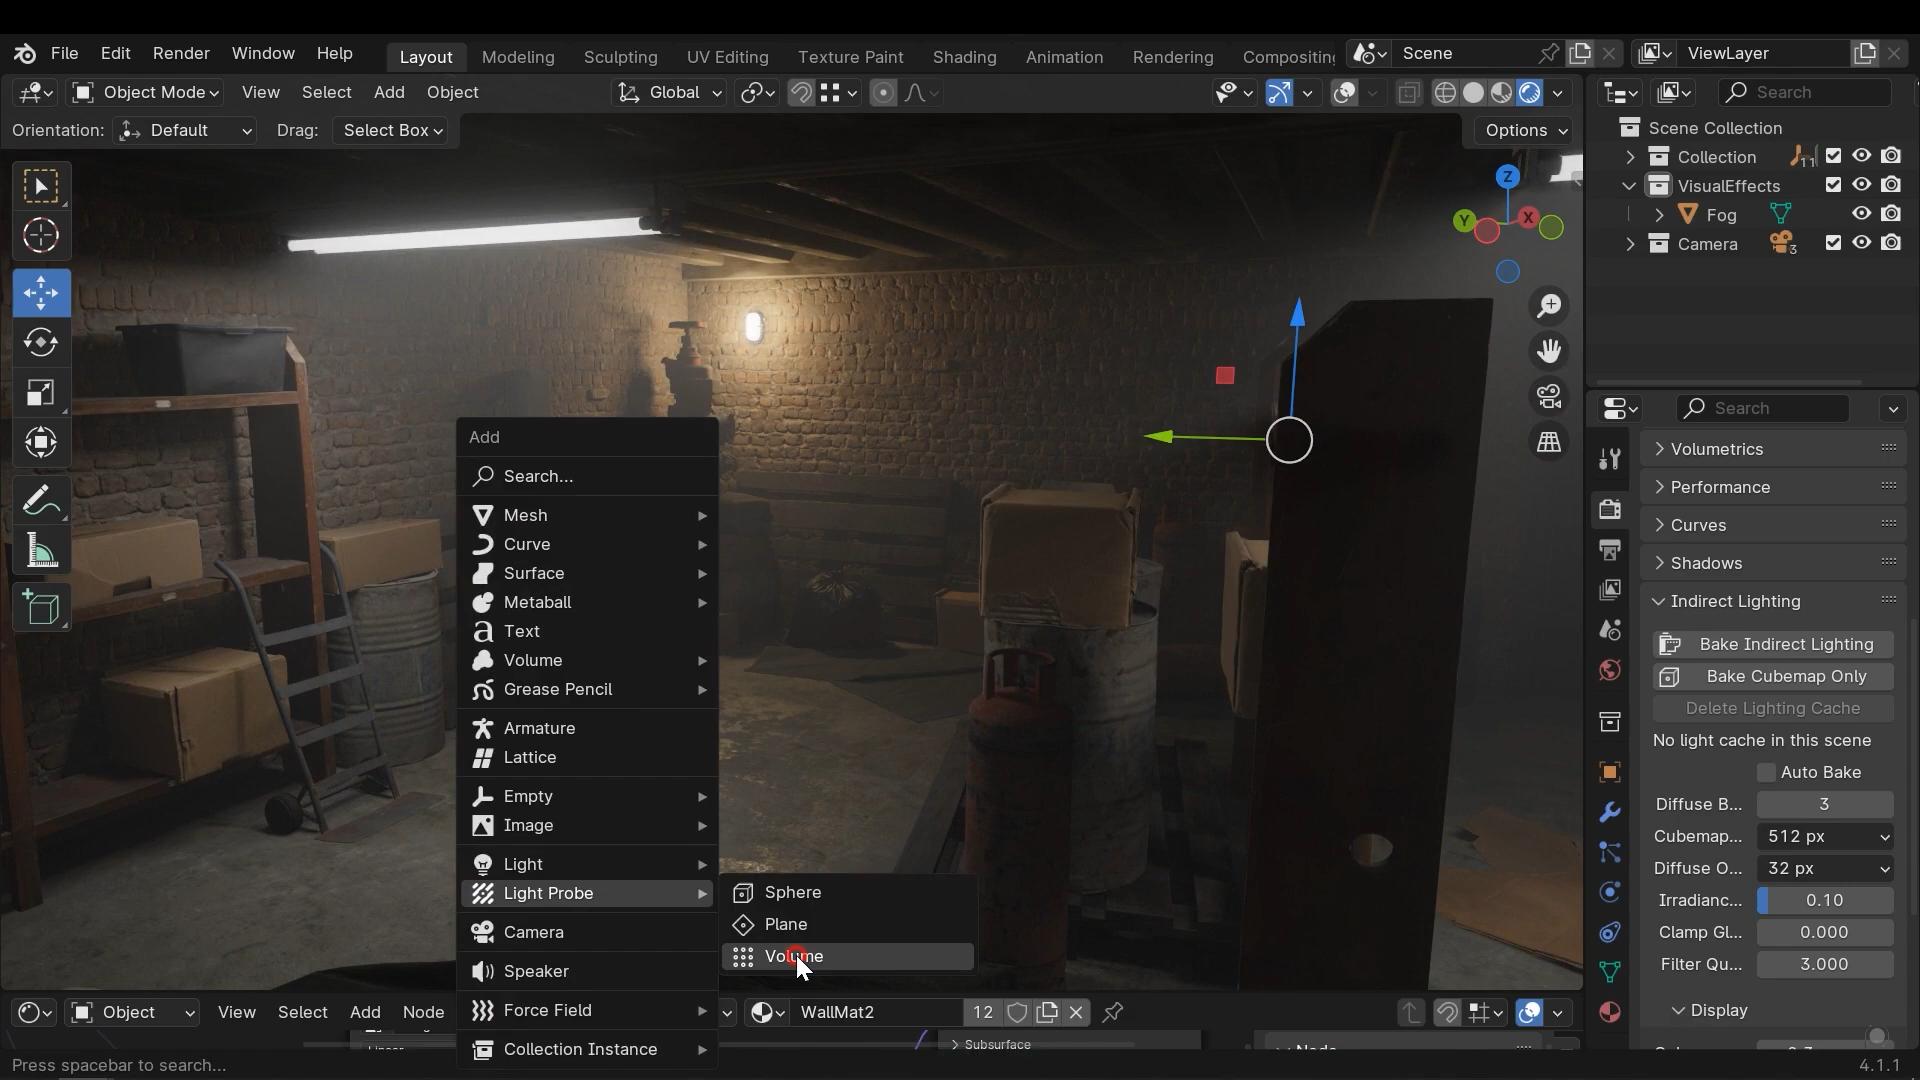 File Edit Render Window Help Layout Modeling Sculpting UV Editing Texture Paint Shading Animation Rendering Compositing Scene ViewLayer
Object Mode View Select Add Object Global Search
Orientation: Default Drag: Select Box Options
Scene Collection
Collection 11
VisualEffects
Fog
Camera 3
Z
Y X
Search
Volumetrics
Performance
Curves
Shadows
Indirect Lighting
Bake Indirect Lighting
Bake Cubemap Only
Delete Lighting Cache
No light cache in this scene
Auto Bake
Diffuse B... 3
Cubemap... 512 px
Diffuse O... 32 px
Irradianc... 0.10
Clamp Gl... 0.000
Filter Qu... 3.000
Display
Add
Search...
Mesh
Curve
Surface
Metaball
Text
Volume
Grease Pencil
Armature
Lattice
Empty
Image
Light
Light Probe
Camera
Speaker
Force Field
Collection Instance
Sphere
Plane
Volume
Object View Select Add Node WallMat2 12
Subsurface
Press spacebar to search... 4.1.1